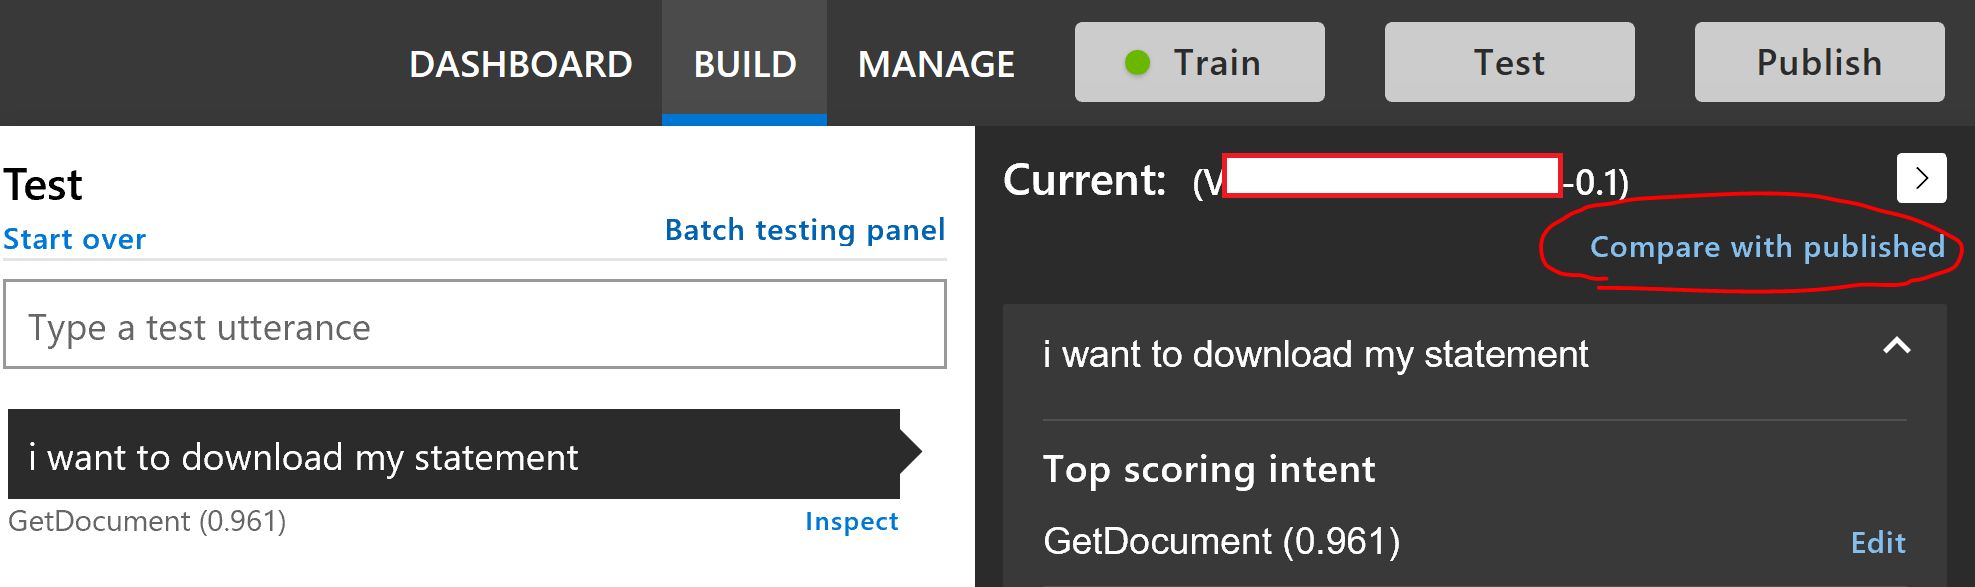 DASHBOARD BUILD MANAGE Train Test Publish
Test
Start over
Batch testing panel
Type a test utterance
i want to download my statement
GetDocument (0.961)
Inspect
Current: (V -0.1)
Compare with published
i want to download my statement
Top scoring intent
GetDocument (0.961)
Edit